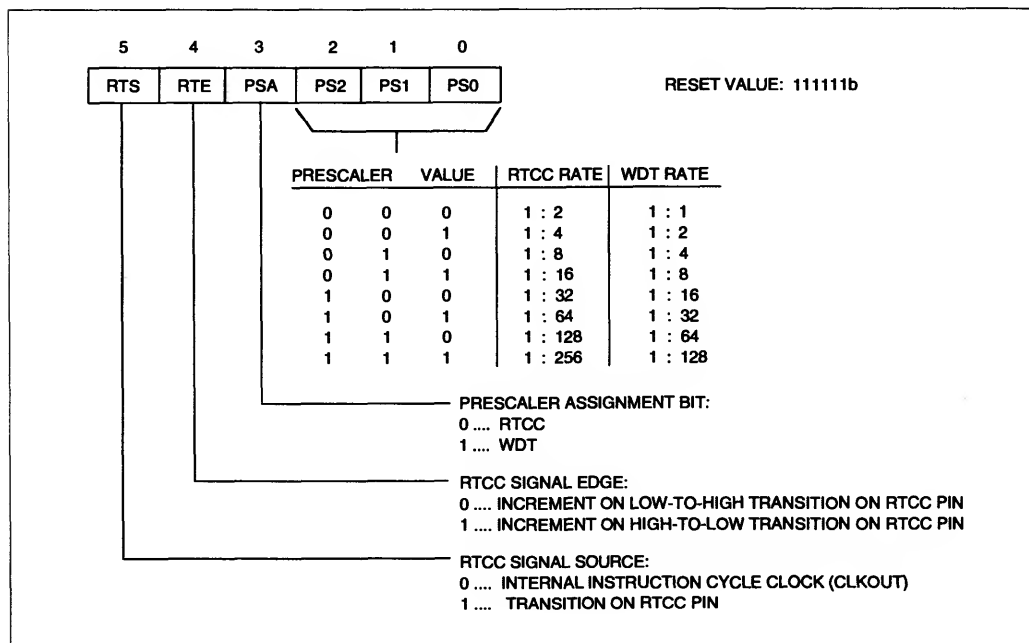 5 4 3 2 1 0
RTS RTE PSA PS2 PS1 PS0 RESET VALUE: 111111b
PRESCALER VALUE RTCC RATE WDT RATE
0 0 0 1 : 2 1 : 1
0 0 1 1 : 4 1 : 2
0 1 0 1 : 8 1 : 4
0 1 1 1 : 16 1 : 8
1 0 0 1 : 32 1 : 16
1 0 1 1 : 64 1 : 32
1 1 0 1 : 128 1 : 64
1 1 1 1 : 256 1 : 128
PRESCALER ASSIGNMENT BIT:
0 .... RTCC
1 .... WDT
RTCC SIGNAL EDGE:
0 .... INCREMENT ON LOW-TO-HIGH TRANSITION ON RTCC PIN
1 .... INCREMENT ON HIGH-TO-LOW TRANSITION ON RTCC PIN
RTCC SIGNAL SOURCE:
0 .... INTERNAL INSTRUCTION CYCLE CLOCK (CLKOUT)
1 .... TRANSITION ON RTCC PIN